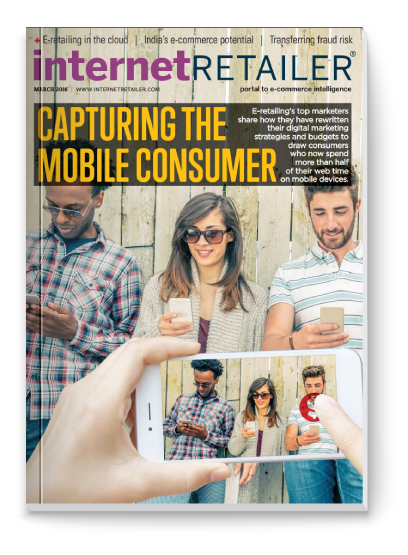 + E-retailing in the cloud | India's e-commerce potential | Transferring fraud risk
internetRETAILER®
MARCH 2016 | WWW.INTERNETRETAILER.COM portal to e-commerce intelligence
CAPTURING THE
MOBILE CONSUMER
E-retailing's top marketers
share how they have rewritten
their digital marketing
strategies and budgets to
draw consumers
who now spend
more than half
of their web time
on mobile devices.